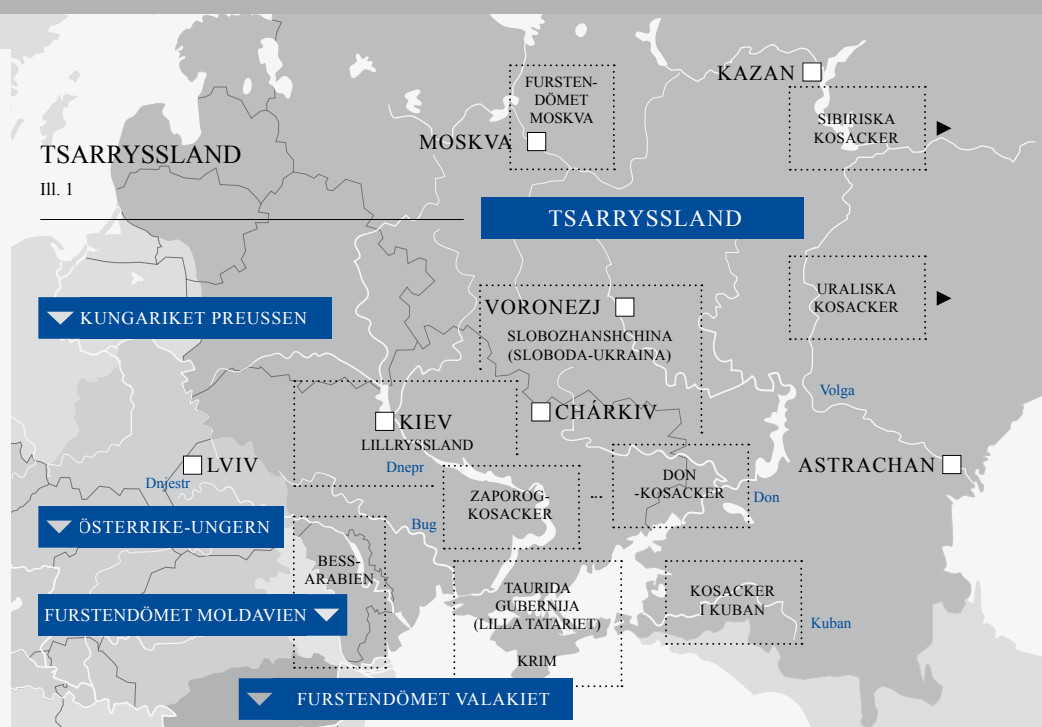 KAZAN
FURSTEN-
DÖMET
MOSKVA
SIBIRISKA
KOSACKER
MOSKVA
TSARRYSSLAND
Ill. 1
TSARRYSSLAND
URALISKA
KOSACKER
VORONEZJ
KUNGARIKET PREUSSEN
SLOBOZHANSHCHINA
(SLOBODA-UKRAINA)
Volga
KIEV
CHÁRKIV
LILLRYSSLAND
LVIV
Dnepr
DON
-KOSACKER
ASTRACHAN
Dnjestr
ZAPOROG-
KOSACKER
...
Don
ÖSTERRIKE-UNGERN
Bug
BESS-
ARABIEN
TAURIDA
GUBERNIJA
(LILLA TATARIET)
KOSACKER
I KUBAN
FURSTENDÖMET MOLDAVIEN
Kuban
KRIM
FURSTENDÖMET VALAKIET